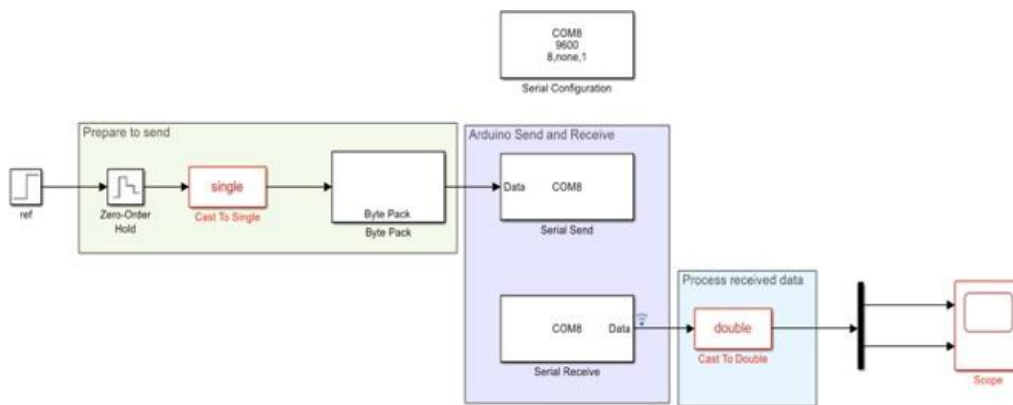 COM8
9600
8,none,1
Serial Configuration
Prepare to send
Arduino Send and Receive
ref
Zero-Order
Hold
single
Cast To Single
Byte Pack
Byte Pack
Data
COM8
Serial Send
COM8
Data
Serial Receive
Process received data
double
Cast To Double
Scope